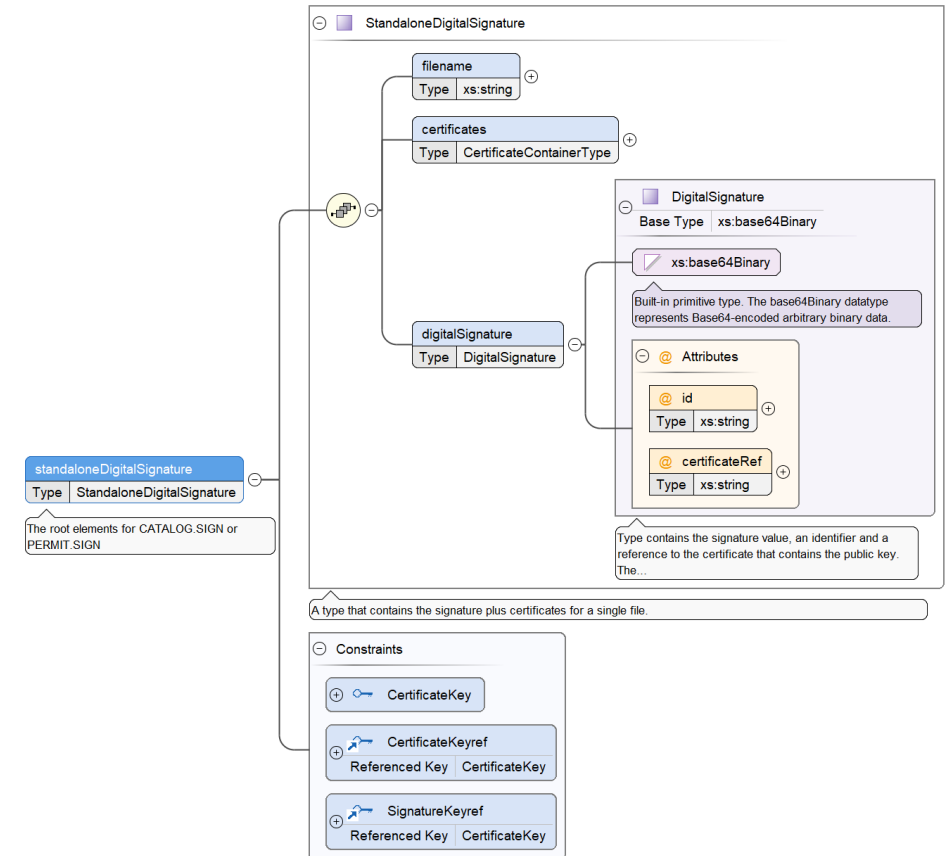 StandaloneDigitalSignature
filename
Type xs:string
certificates
Type CertificateContainerType
DigitalSignature
Base Type xs:base64Binary
xs:base64Binary
Built-in primitive type. The base64Binary datatype
represents Base64-encoded arbitrary binary data.
digitalSignature
Type DigitalSignature
@ Attributes
@ id
Type xs:string
@ certificateRef
Type xs:string
Type contains the signature value, an identifier and a
reference to the certificate that contains the public key.
The...
standaloneDigitalSignature
Type StandaloneDigitalSignature
The root elements for CATALOG.SIGN or
PERMIT.SIGN
A type that contains the signature plus certificates for a single file.
Constraints
CertificateKey
CertificateKeyref
Referenced Key CertificateKey
SignatureKeyref
Referenced Key CertificateKey